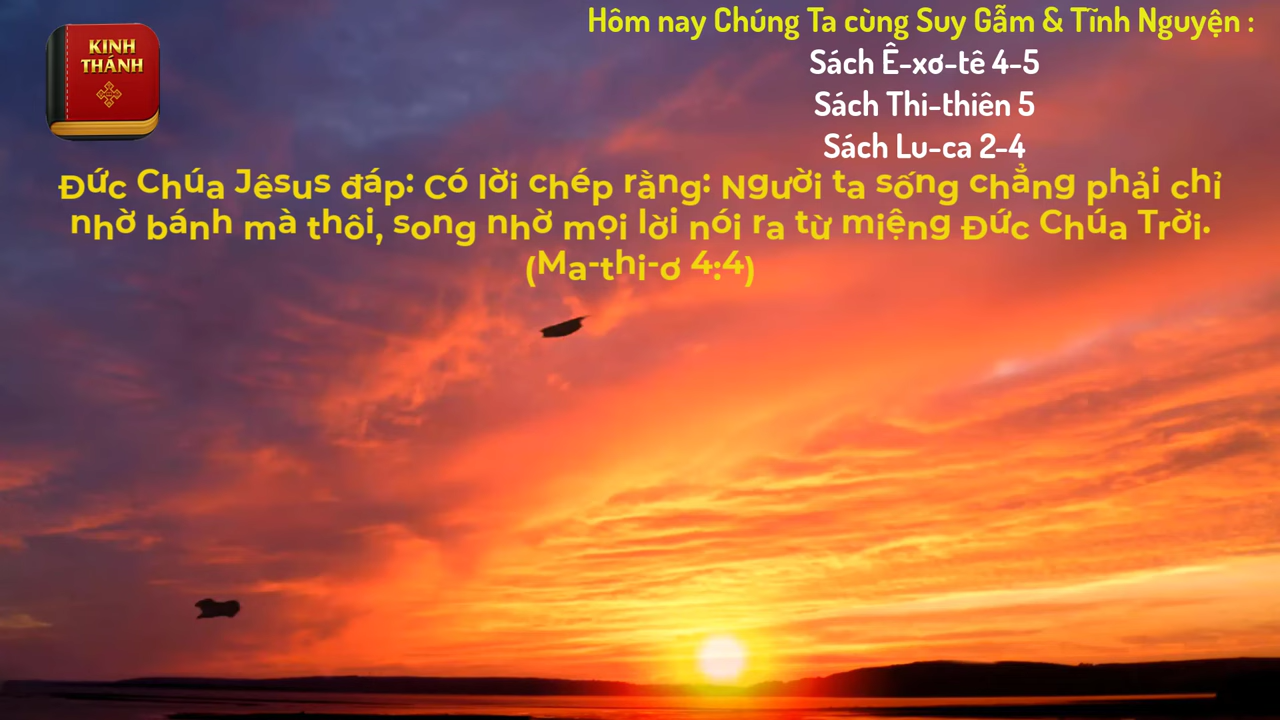 KINH
THÁNH
Hôm nay Chúng Ta cùng Suy Gẫm & Tĩnh Nguyện :
Sách Ê-xơ-tê 4-5
Sách Thi-thiên 5
Sách Lu-ca 2-4
Đức Chúa Jêsus đáp: Có lời chép rằng: Người ta sống chẳng phải chỉ
nhờ bánh mà thôi, song nhờ mọi lời nói ra từ miệng Đức Chúa Trời.
(Ma-thi-ơ 4:4)